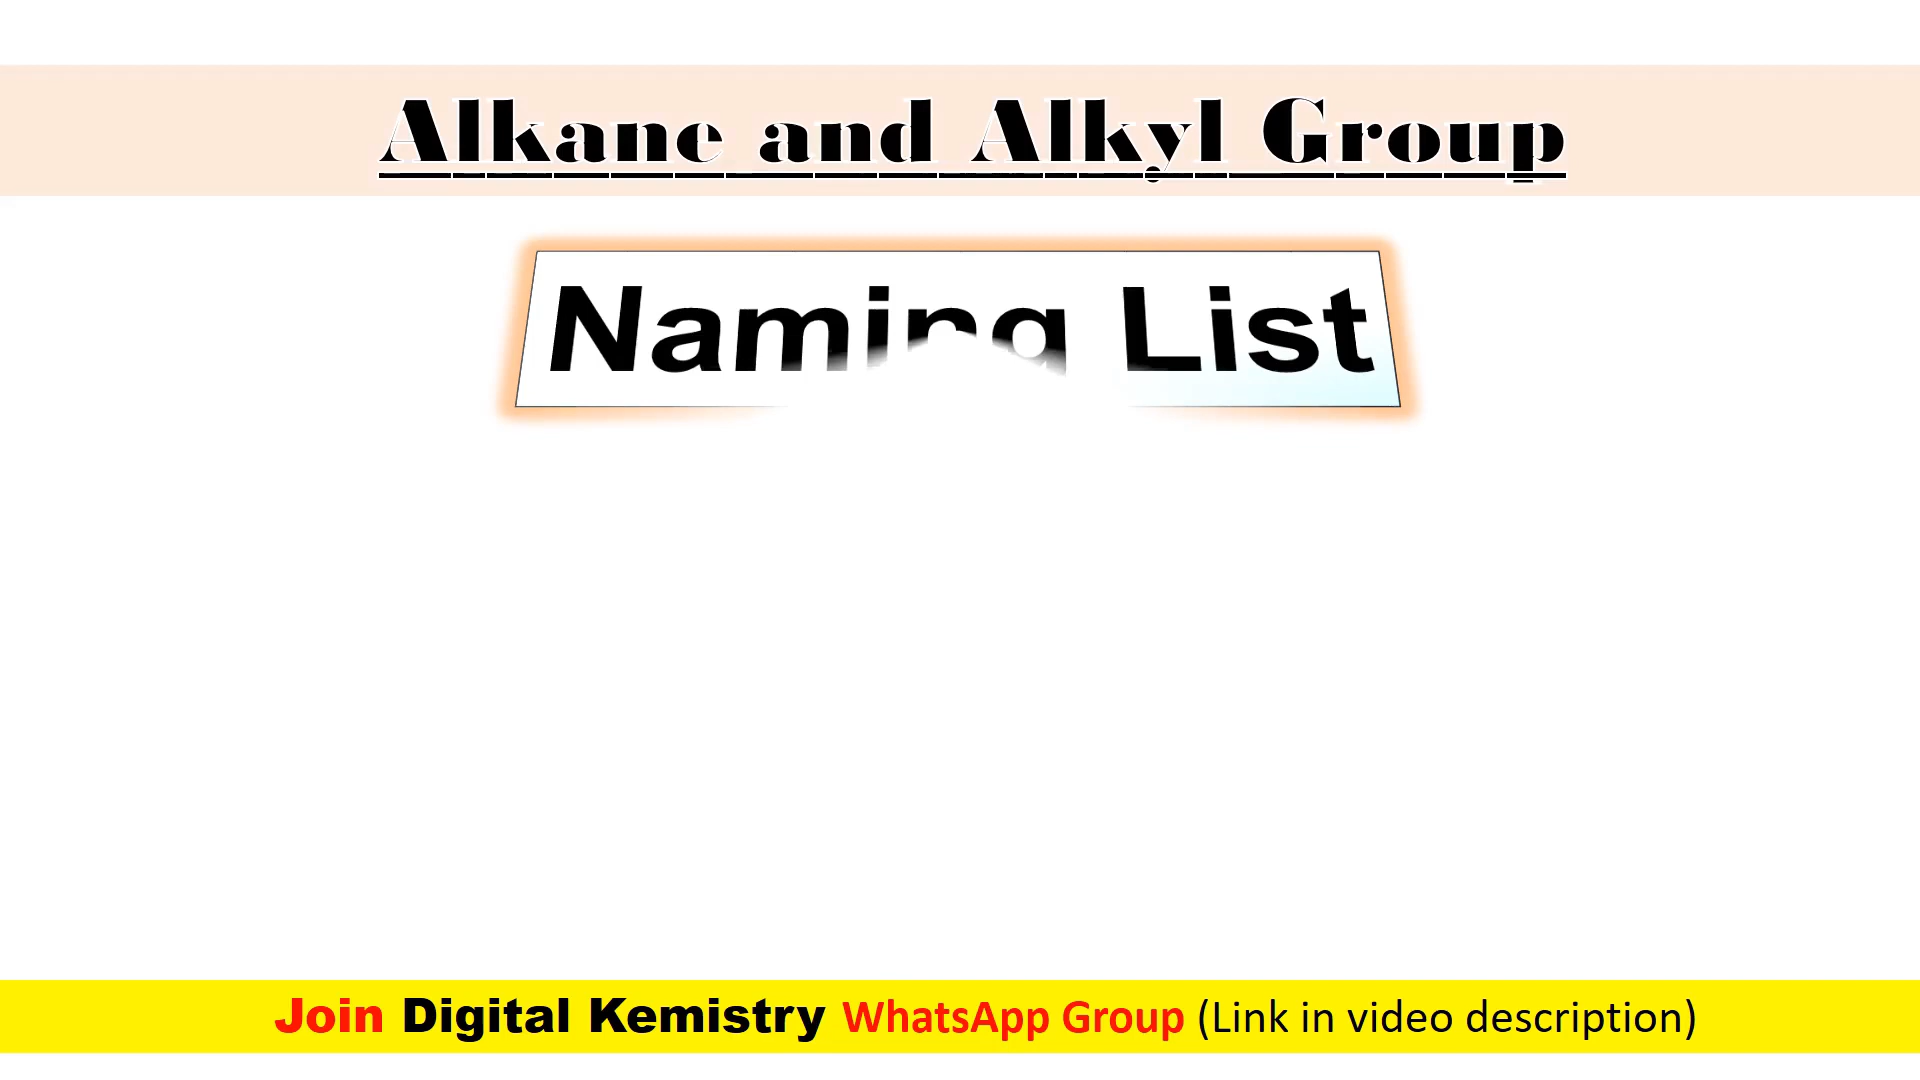 Alkane and Alkyl Group
Naming List
Join Digital Kemistry WhatsApp Group (Link in video description)